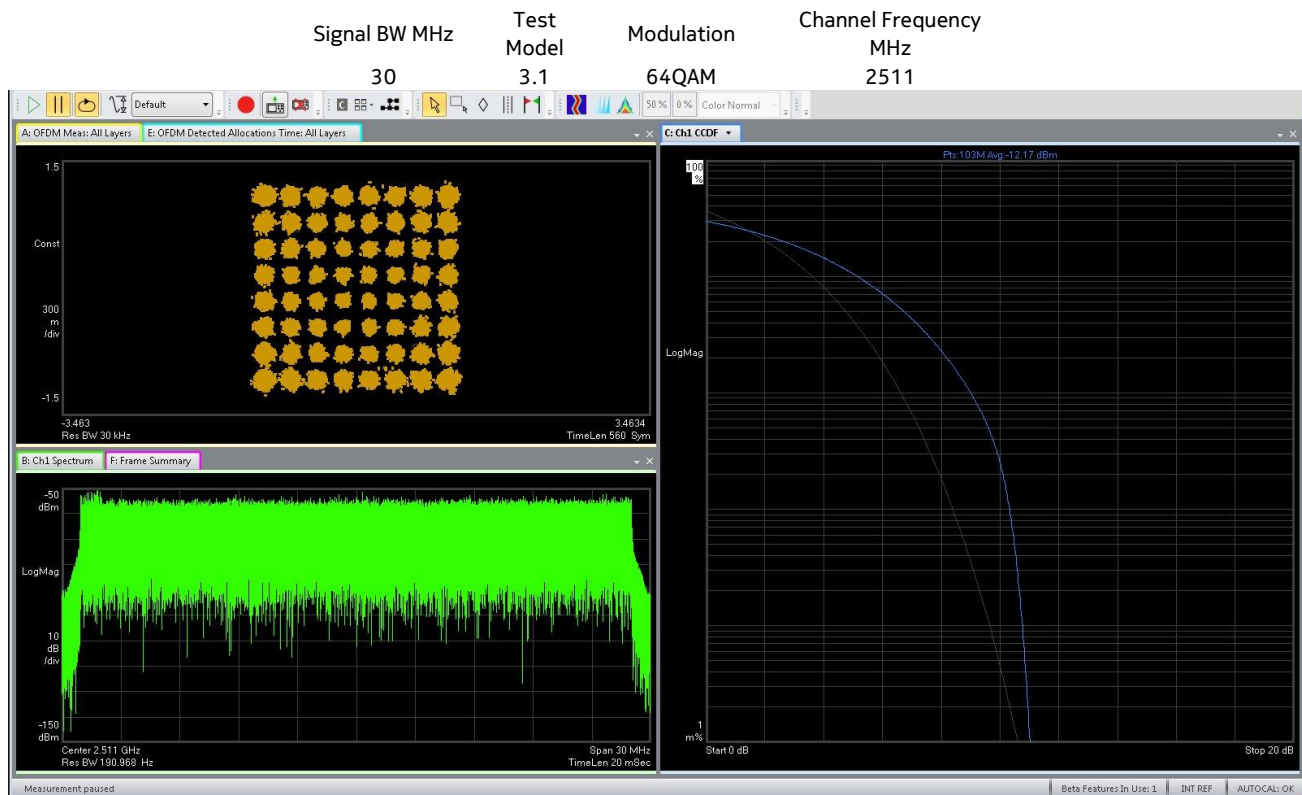 Signal BW MHz Test Model Modulation Channel Frequency MHz
30 3.1 64QAM 2511
Default 50 % 0 % Color Normal
A: OFDM Meas: All Layers E: OFDM Detected Allocations Time: All Layers
1.5
Const
300
m
/div
-1.5
-3.463 3.4634
Res BW 30 kHz TimeLen 560 Sym
B: Ch1 Spectrum F: Frame Summary
-50
dBm
LogMag
10
dB
/div
-150
dBm
Center 2.511 GHz Span 30 MHz
Res BW 190.968 Hz TimeLen 20 mSec
C: Ch1 CCDF
Pts:103M Avg:-12.17 dBm
100
%
LogMag
1
m%
Start 0 dB Stop 20 dB
Measurement paused Beta Features In Use: 1 INT REF AUTOCAL: OK